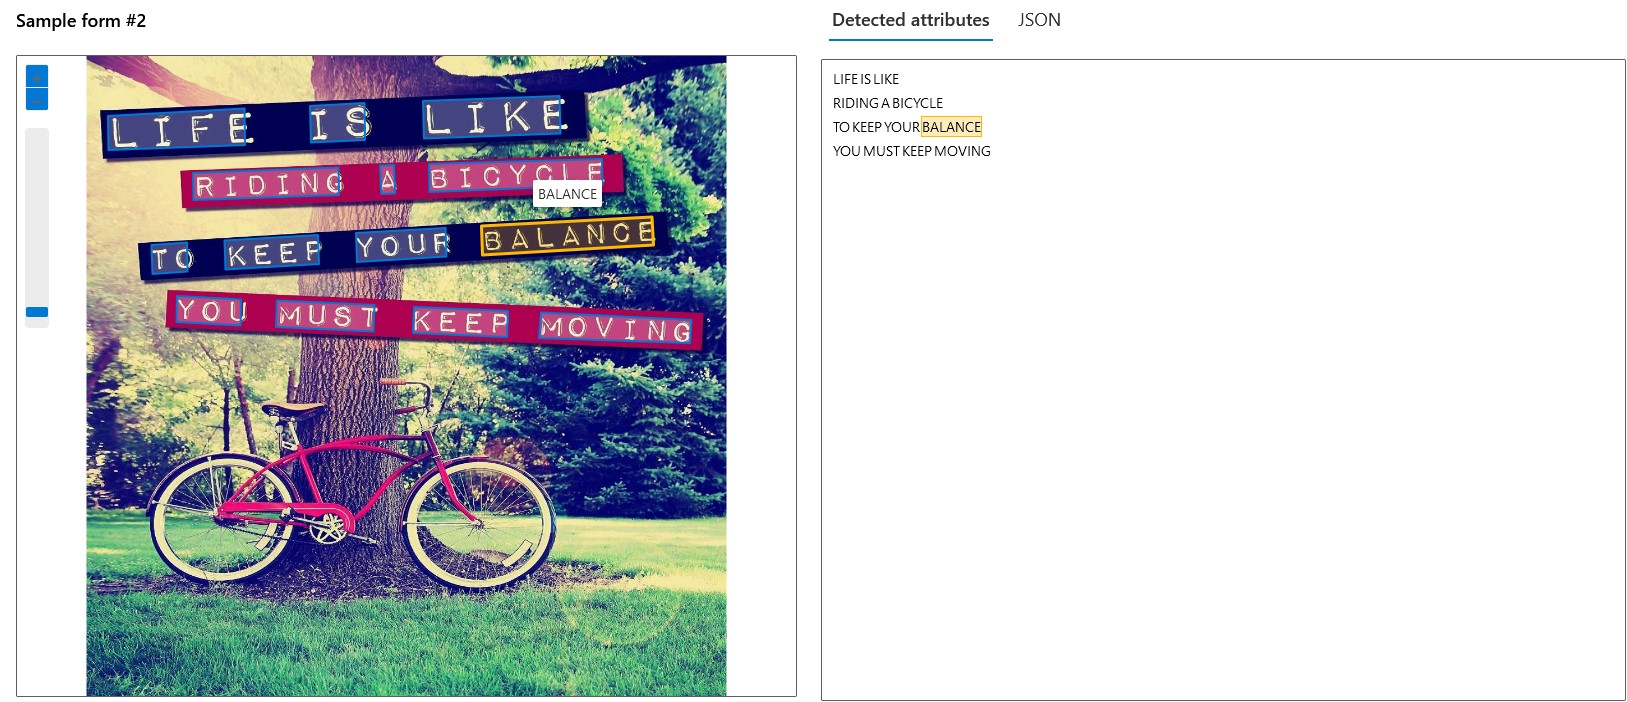 Sample form #2
LIFE IS LIKE
RIDING A BICYCLE
BALANCE
TO KEEP YOUR BALANCE
YOU MUST KEEP MOVING
Detected attributes
JSON
LIFE IS LIKE
RIDING A BICYCLE
TO KEEP YOUR BALANCE
YOU MUST KEEP MOVING